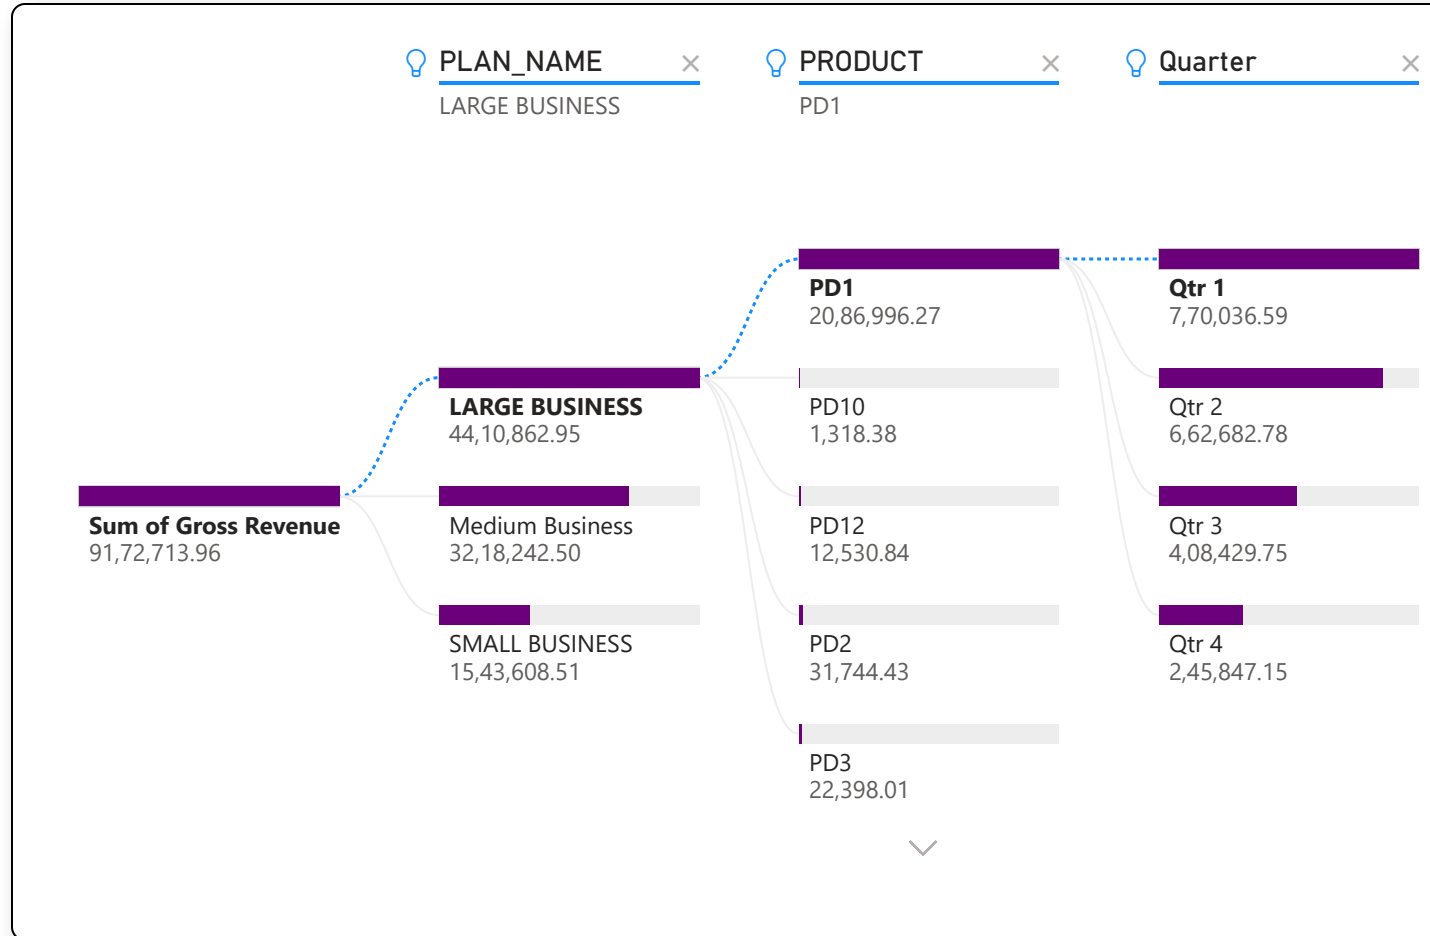 PLAN_NAME
LARGE BUSINESS
PRODUCT
PD1
Quarter
Sum of Gross Revenue
91,72,713.96
LARGE BUSINESS
44,10,862.95
Medium Business
32,18,242.50
SMALL BUSINESS
15,43,608.51
PD1
20,86,996.27
PD10
1,318.38
PD12
12,530.84
PD2
31,744.43
PD3
22,398.01
Qtr 1
7,70,036.59
Qtr 2
6,62,682.78
Qtr 3
4,08,429.75
Qtr 4
2,45,847.15